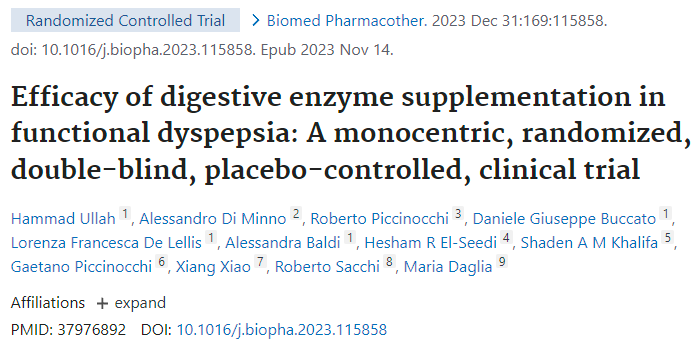 Randomized Controlled Trial > Biomed Pharmacother. 2023 Dec 31:169:115858.
doi: 10.1016/j.biopha.2023.115858. Epub 2023 Nov 14.
Efficacy of digestive enzyme supplementation in
functional dyspepsia: A monocentric, randomized,
double-blind, placebo-controlled, clinical trial
Hammad Ullah 1, Alessandro Di Minno 2, Roberto Piccinocchi 3, Daniele Giuseppe Buccato 1,
Lorenza Francesca De Lellis 1, Alessandra Baldi 1, Hesham R El-Seedi 4, Shaden A M Khalifa 5,
Gaetano Piccinocchi 6, Xiang Xiao 7, Roberto Sacchi 8, Maria Daglia 9
Affiliations + expand
PMID: 37976892 DOI: 10.1016/j.biopha.2023.115858